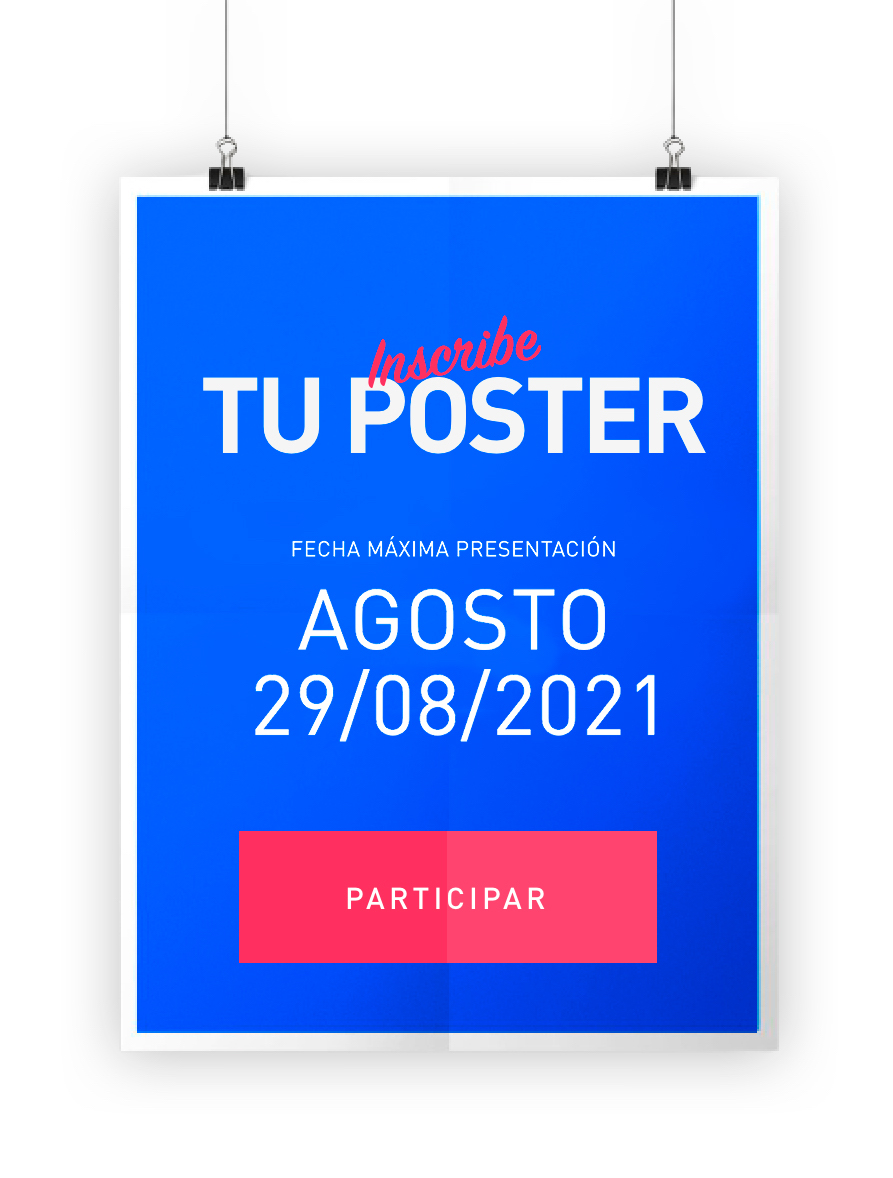 Inscribe
TU POSTER
FECHA MÁXIMA PRESENTACIÓN
AGOSTO
29/08/2021
PARTICIPAR